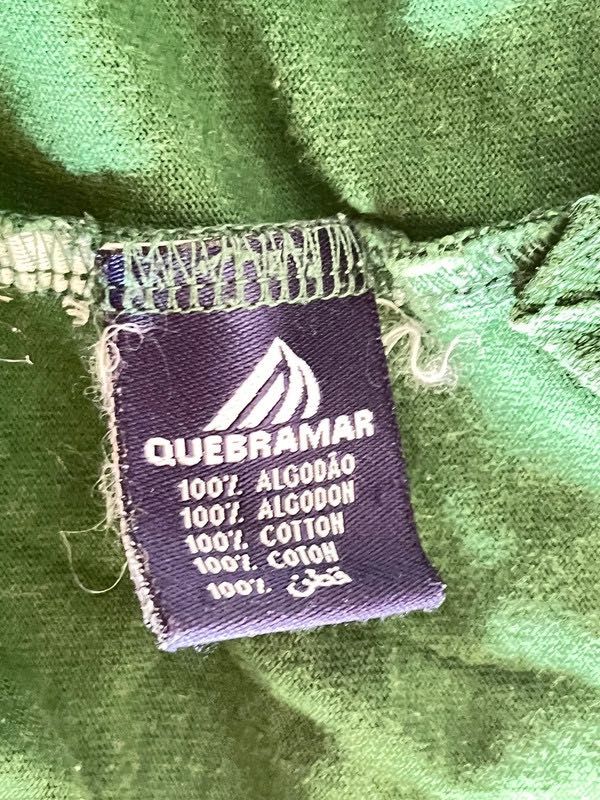 QUEBRAMAR
100% ALGODÃO
100% ALGODON
100% COTTON
100% COTON
100% قطن